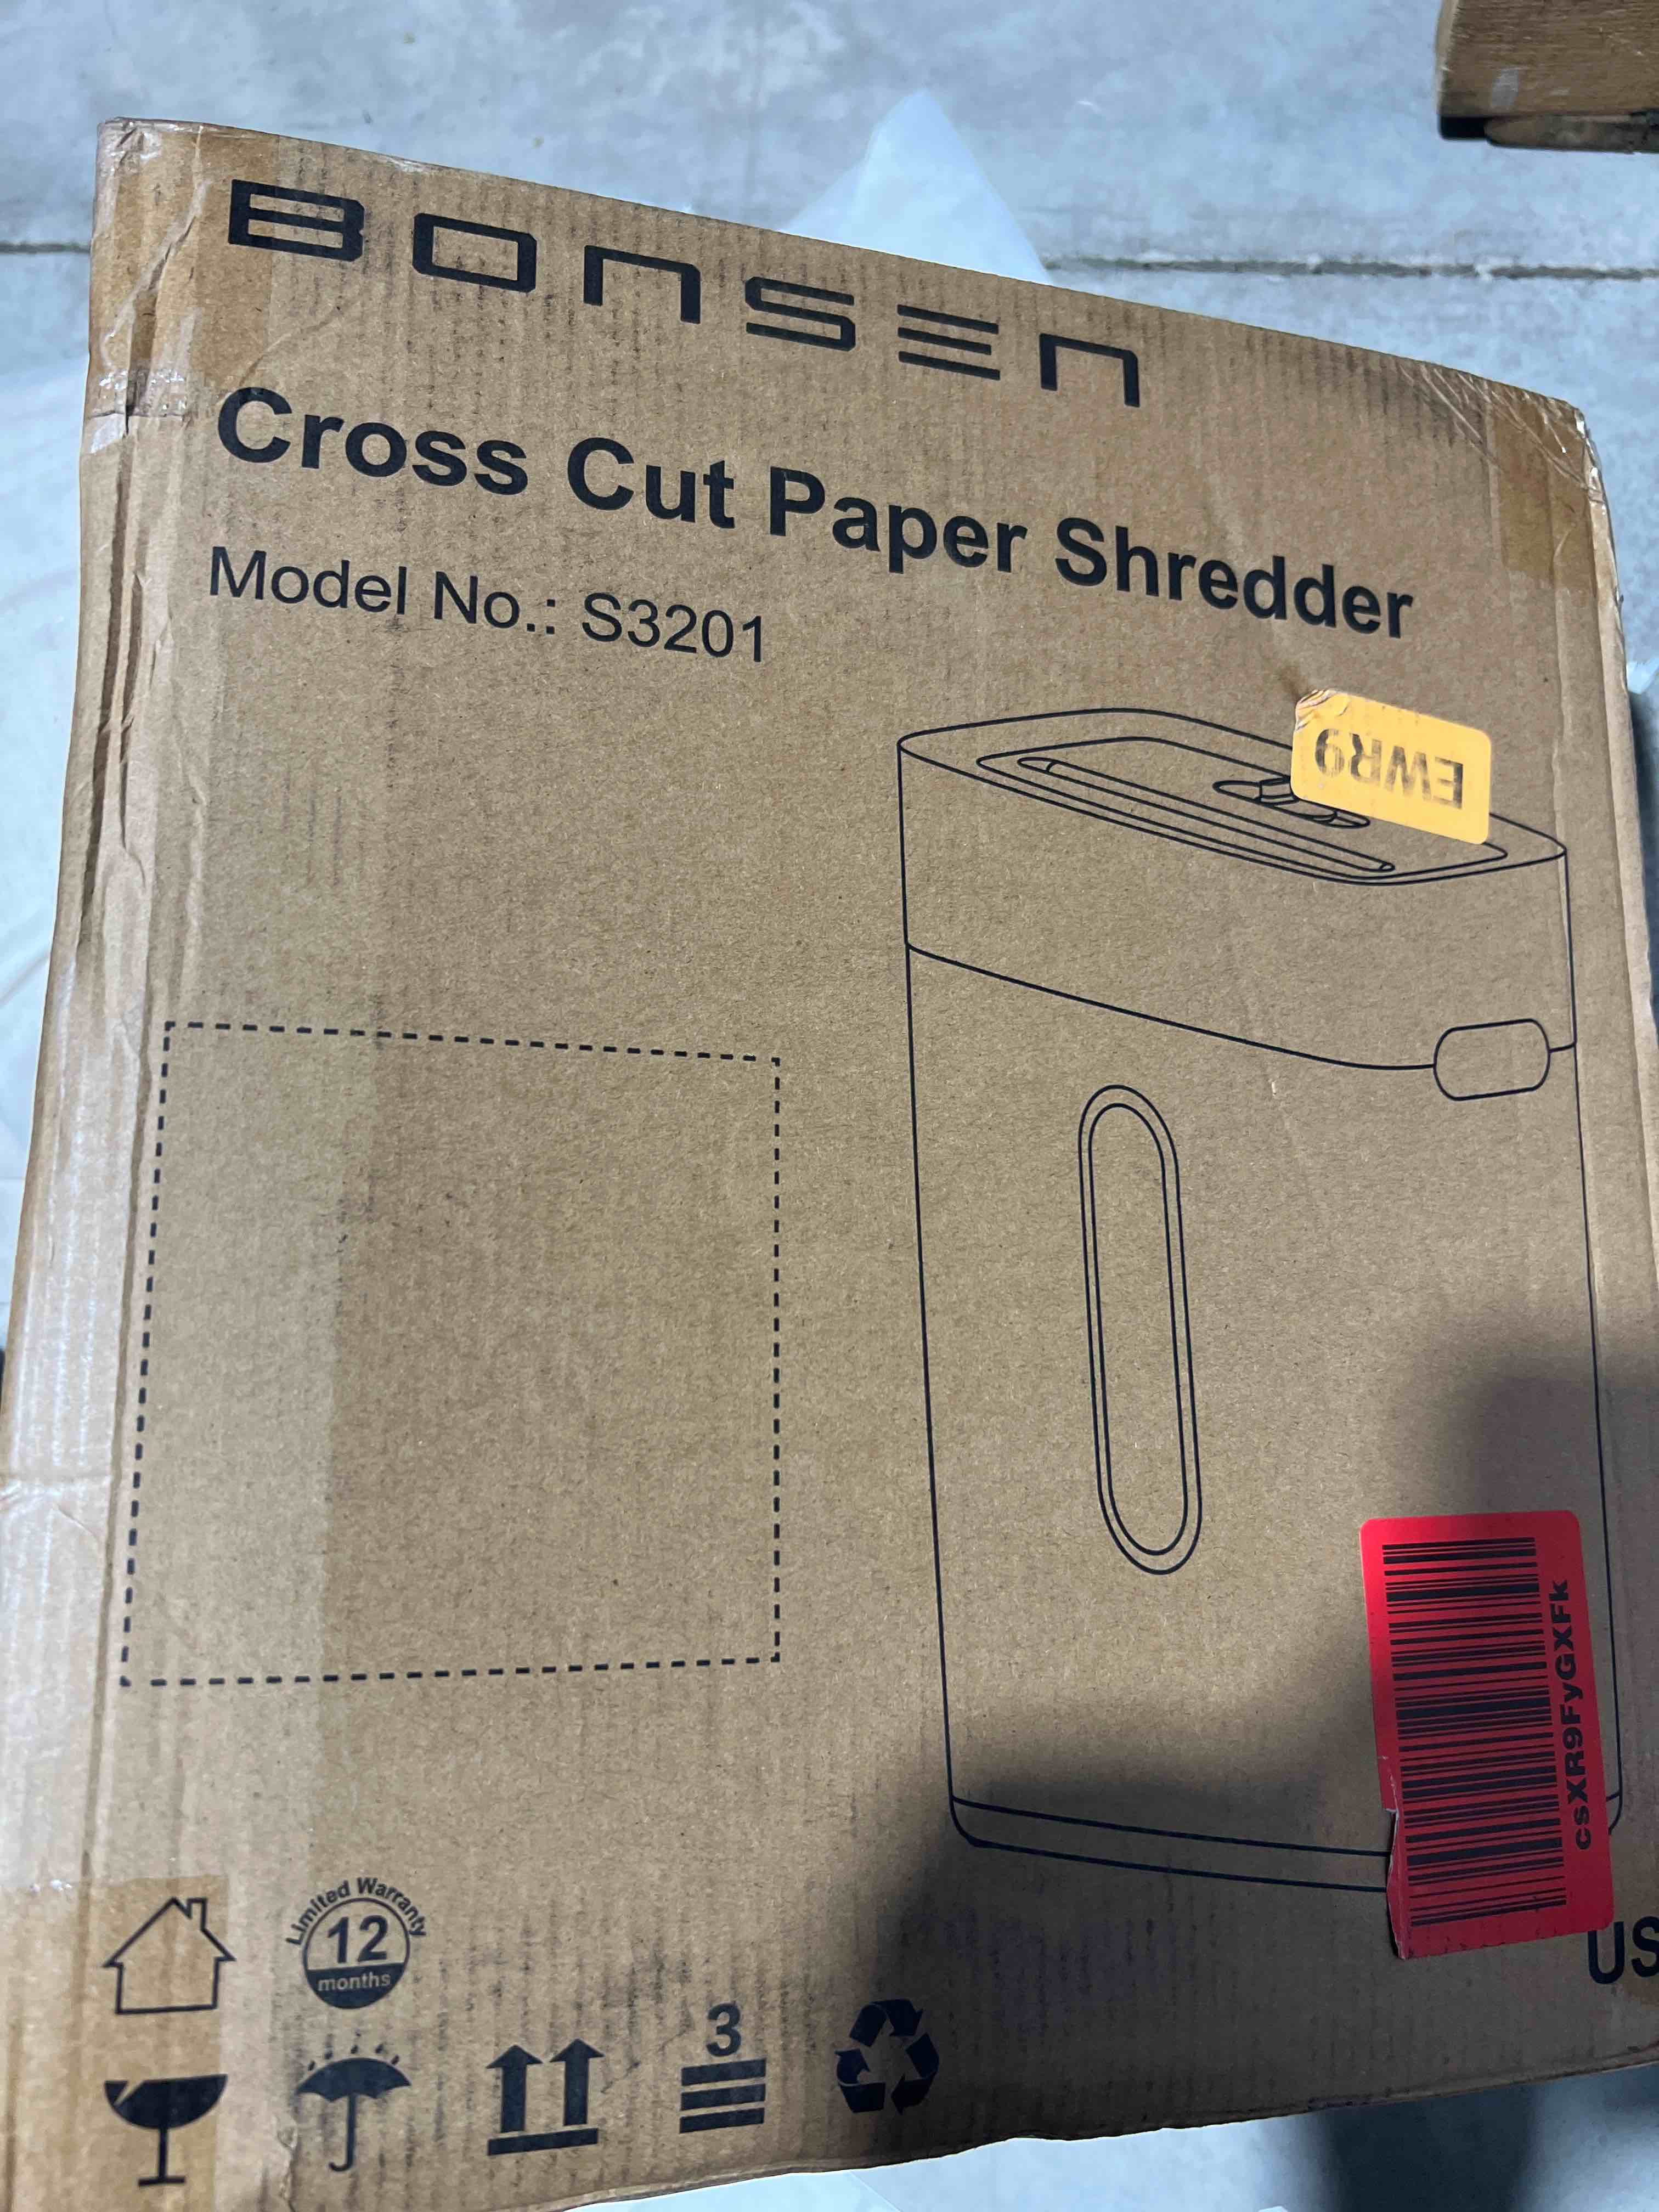 BONSEN
Cross Cut Paper Shredder
Model No.: S3201
EWR9
csXR9FyGXFk
US
Limited Warranty
12
months
3